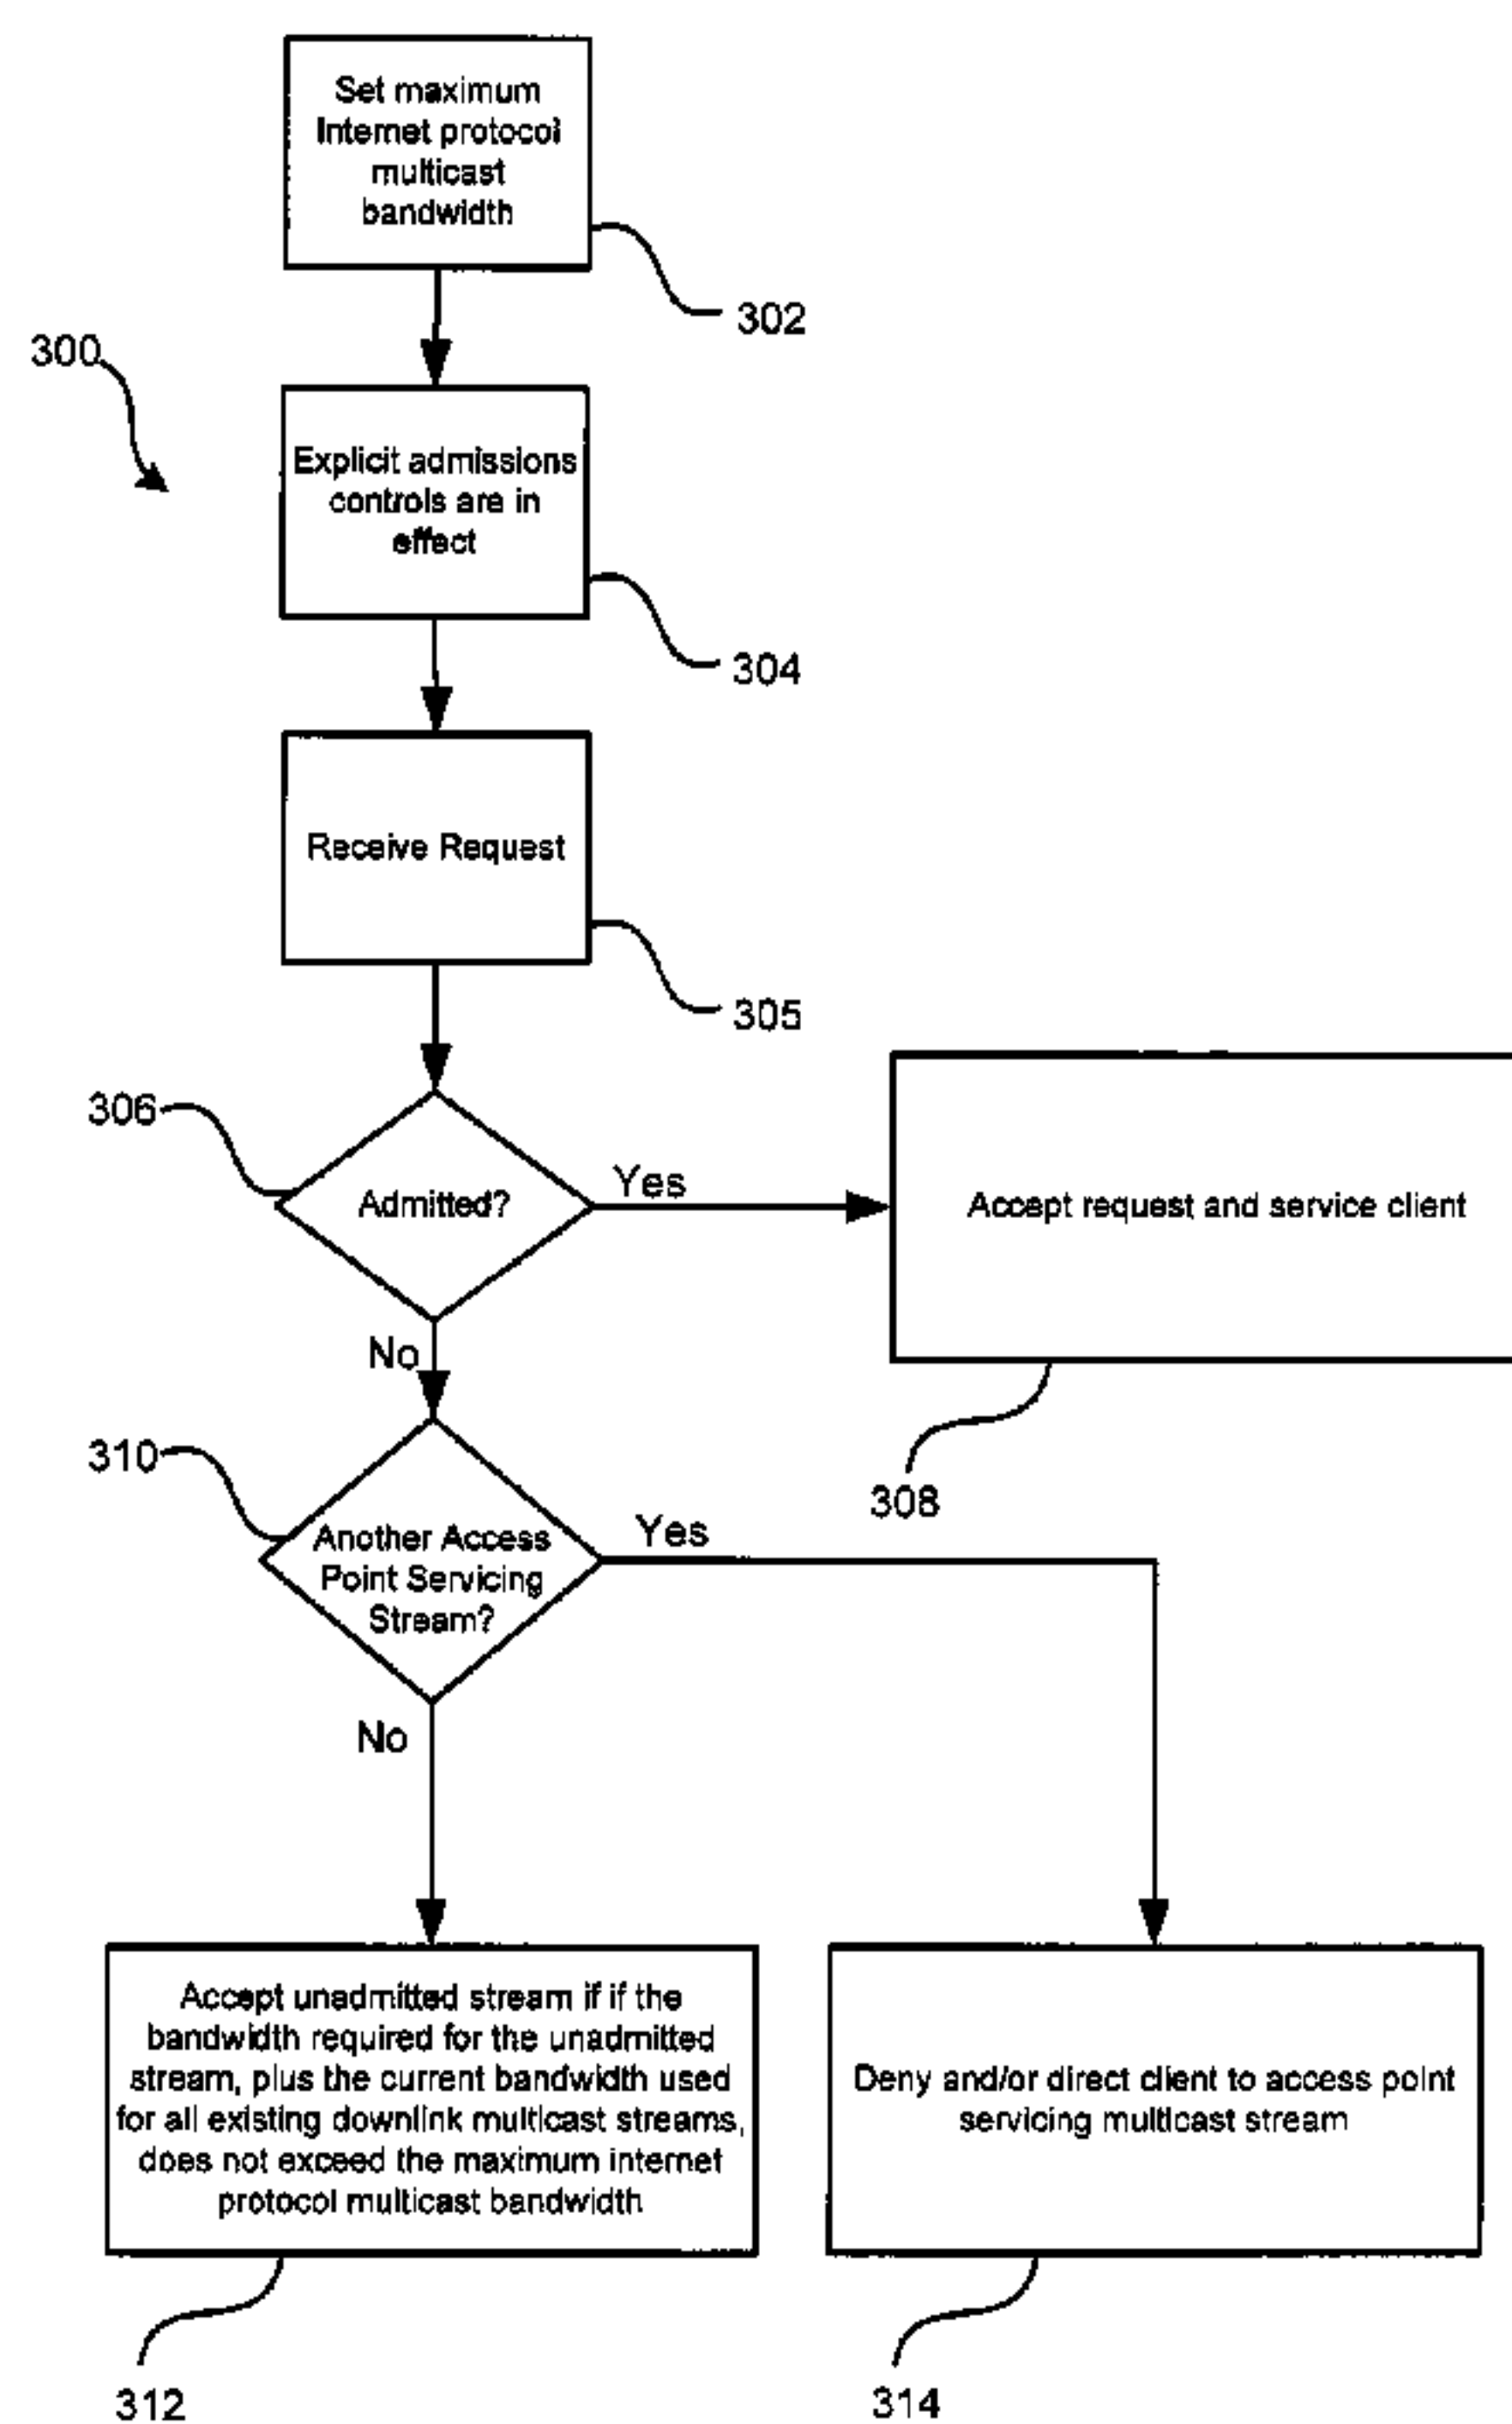 Set maximum
Internet protocol
multicast
bandwidth
302
300
Explicit admissions
controls are in
effect
304
Receive Request
305
306
Admitted?
Yes
Accept request and service client
No
308
310
Another Access
Point Servicing
Stream?
Yes
No
Accept unadmitted stream if if the
bandwidth required for the unadmitted
stream, plus the current bandwidth used
for all existing downlink multicast streams,
does not exceed the maximum internet
protocol multicast bandwidth
Deny and/or direct client to access point
servicing multicast stream
312
314